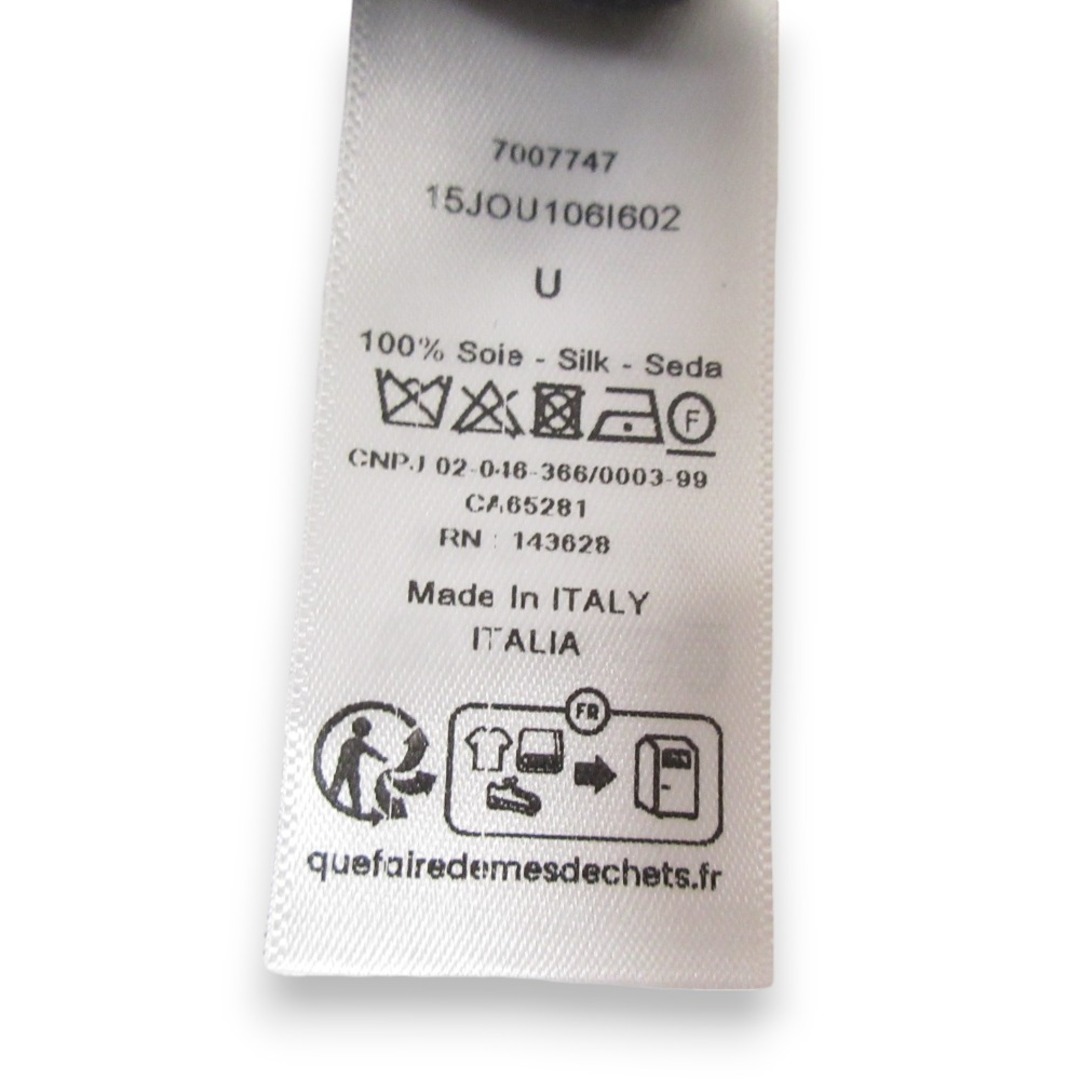 7007747
15JOU106I602
U
100% Soie - Silk - Seda
F
CNPJ 02-046-366/0003-99
CA65281
RN : 143628
Made In ITALY
ITALIA
FR
quefairedemesdechets.fr